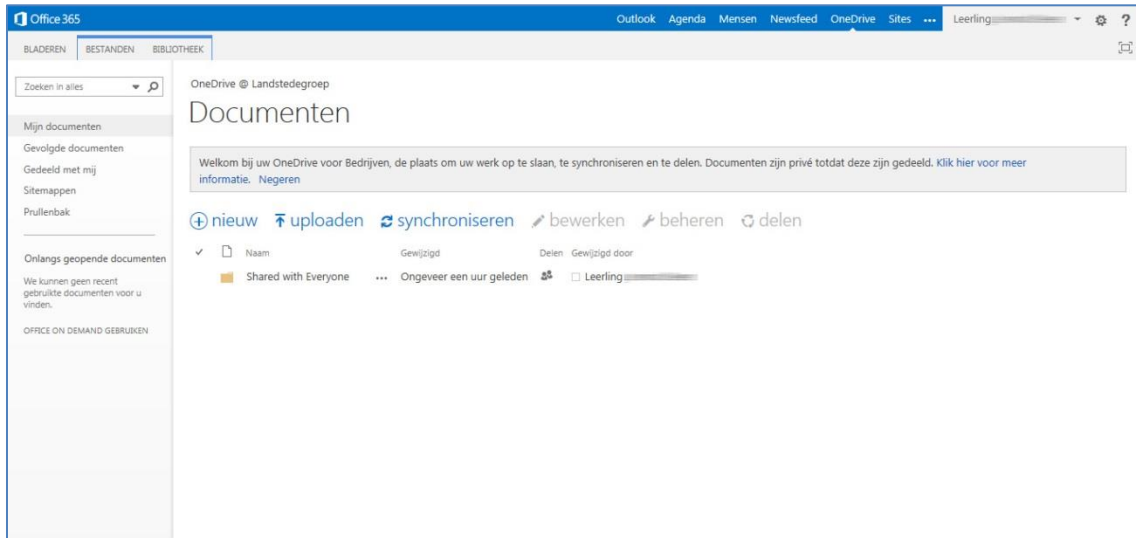 Office 365
Outlook Agenda Mensen Newsfeed OneDrive Sites ••• Leerling
?
BLADEREN BESTANDEN BIBLIOTHEEK
Zoeken in alles
OneDrive @ Landstedegroep
Documenten
Mijn documenten
Gevolgde documenten
Gedeeld met mij
Sitemappen
Prullenbak
Welkom bij uw OneDrive voor Bedrijven, de plaats om uw werk op te slaan, te synchroniseren en te delen. Documenten zijn privé totdat deze zijn gedeeld. Klik hier voor meer
informatie. Negeren
nieuw uploaden synchroniseren bewerken beheren delen
Naam Gewijzigd Delen Gewijzigd door
Shared with Everyone ••• Ongeveer een uur geleden Leerling
Onlangs geopende documenten
We kunnen geen recent
gebruikte documenten voor u
vinden.
OFFICE ON DEMAND GEBRUIKEN